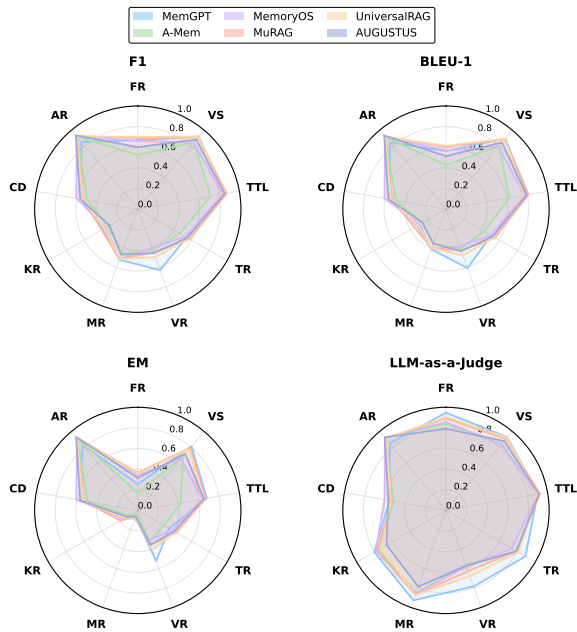 MemGPT MemoryOS UniversalRAG
A-Mem MuRAG AUGUSTUS
F1
FR
AR VS
1.0
0.8
0.6
CD TTL
0.4
0.2
0.0
KR TR
MR VR
BLEU-1
FR
AR VS
1.0
0.8
0.6
CD TTL
0.4
0.2
0.0
KR TR
MR VR
EM
FR
AR VS
1.0
0.8
0.6
0.4
CD TTL
0.2
0.0
KR TR
MR VR
LLM-as-a-Judge
FR
AR VS
1.0
0.8
0.6
0.4
CD TTL
0.2
0.0
KR TR
MR VR